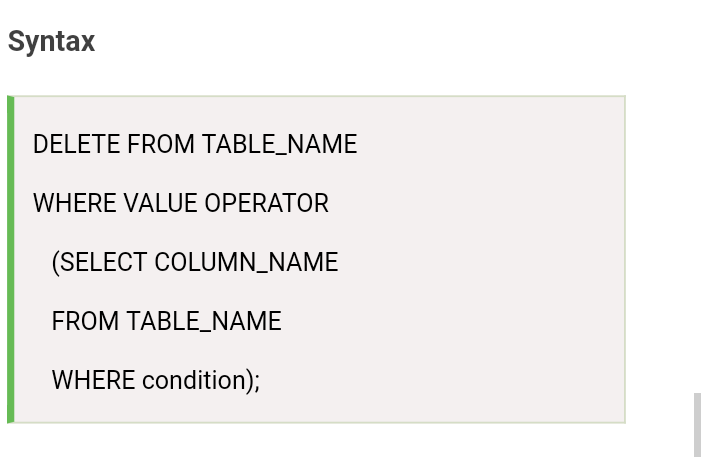 Syntax
DELETE FROM TABLE_NAME
WHERE VALUE OPERATOR
(SELECT COLUMN_NAME
FROM TABLE_NAME
WHERE condition);